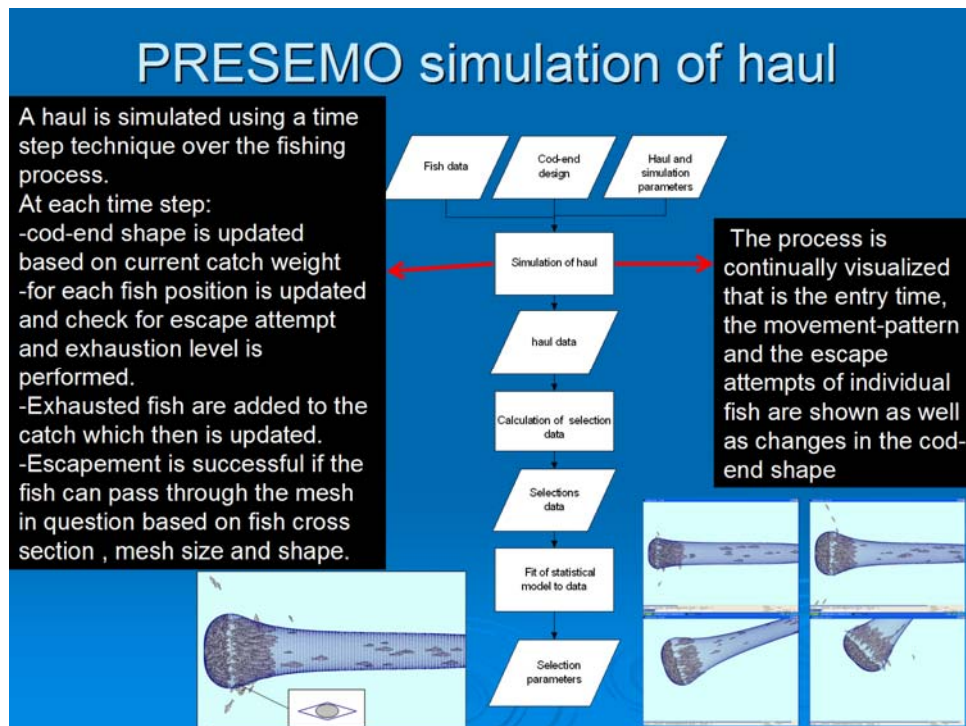 PRESEMO simulation of haul
A haul is simulated using a time
step technique over the fishing
process.
At each time step:
-cod-end shape is updated
based on current catch weight
-for each fish position is updated
and check for escape attempt
and exhaustion level is
performed.
-Exhausted fish are added to the
catch which then is updated.
-Escapement is successful if the
fish can pass through the mesh
in question based on fish cross
section , mesh size and shape.
Fish data
Cod-end
design
Haul and
simulation
parameters
Simulation of haul
haul data
Calculation of selection
data
Selections
data
Fit of statistical
model to data
Selection
parameters
The process is
continually visualized
that is the entry time,
the movement-pattern
and the escape
attempts of individual
fish are shown as well
as changes in the cod-
end shape